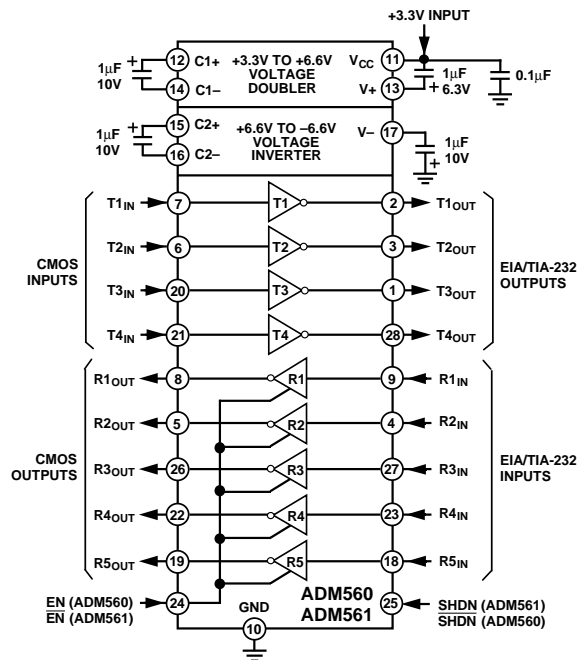 +3.3V INPUT
12 C1+ +3.3V TO +6.6V VOLTAGE DOUBLER VCC 11
1μF 10V +
14 C1– V+ 13
1μF + 6.3V
0.1μF
15 C2+ +6.6V TO –6.6V VOLTAGE INVERTER V– 17
1μF 10V +
16 C2–
1μF + 10V
T1IN 7 T1 2 T1OUT
T2IN 6 T2 3 T2OUT
CMOS INPUTS
EIA/TIA-232 OUTPUTS
T3IN 20 T3 1 T3OUT
T4IN 21 T4 28 T4OUT
R1OUT 8 R1 9 R1IN
R2OUT 5 R2 4 R2IN
CMOS OUTPUTS
EIA/TIA-232 INPUTS
R3OUT 26 R3 27 R3IN
R4OUT 22 R4 23 R4IN
R5OUT 19 R5 18 R5IN
EN (ADM560)
EN (ADM561)
24
GND
10
ADM560
ADM561
25
SHDN (ADM561)
SHDN (ADM560)